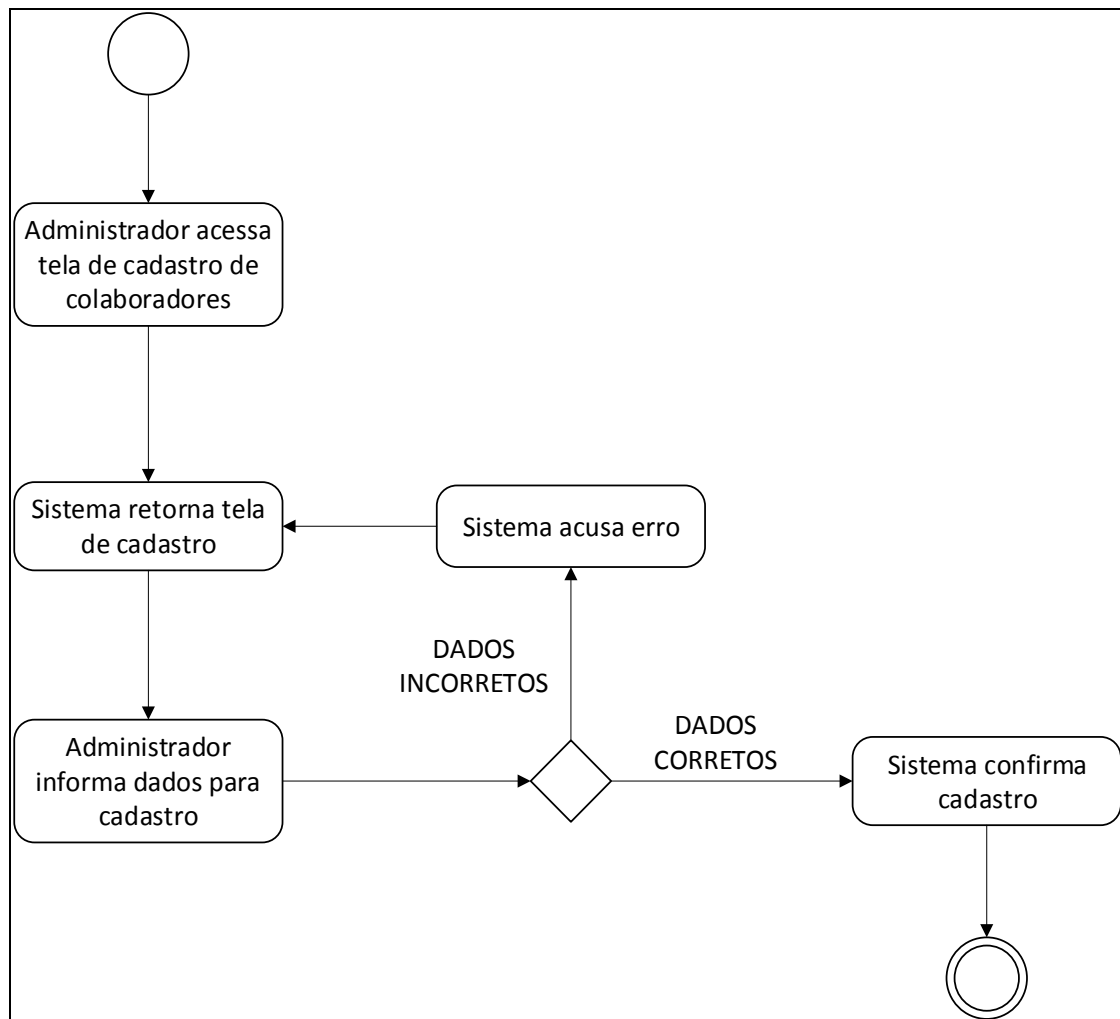 Administrador acessa
tela de cadastro de
colaboradores
Sistema retorna tela
de cadastro
Sistema acusa erro
DADOS
INCORRETOS
Administrador
informa dados para
cadastro
DADOS
CORRETOS
Sistema confirma
cadastro